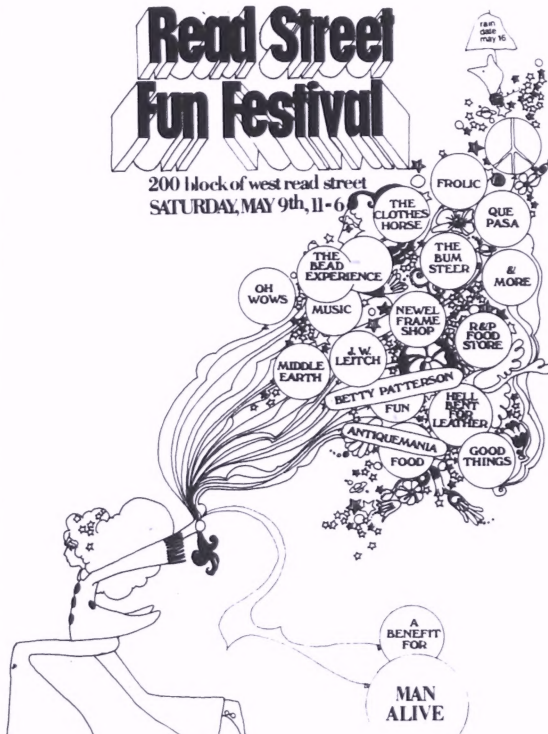 Read Street
Fun Festival
200 block of west read street
SATURDAY, MAY 9th, 11-6
rain
date
may 16
FROLIC
THE
CLOTHES
HORSE
QUE
PASA
THE
BEAD
EXPERIENCE
THE
BUM
STEER
&
MORE
OH
WOWS
MUSIC
NEWEL
FRAME
SHOP
R&P
FOOD
STORE
MIDDLE
EARTH
J. W.
LEITCH
BETTY PATTERSON
FUN
HELL
BENT
FOR
LEATHER
ANTIQUEMANIA
FOOD
GOOD
THINGS
A
BENEFIT
FOR
MAN
ALIVE